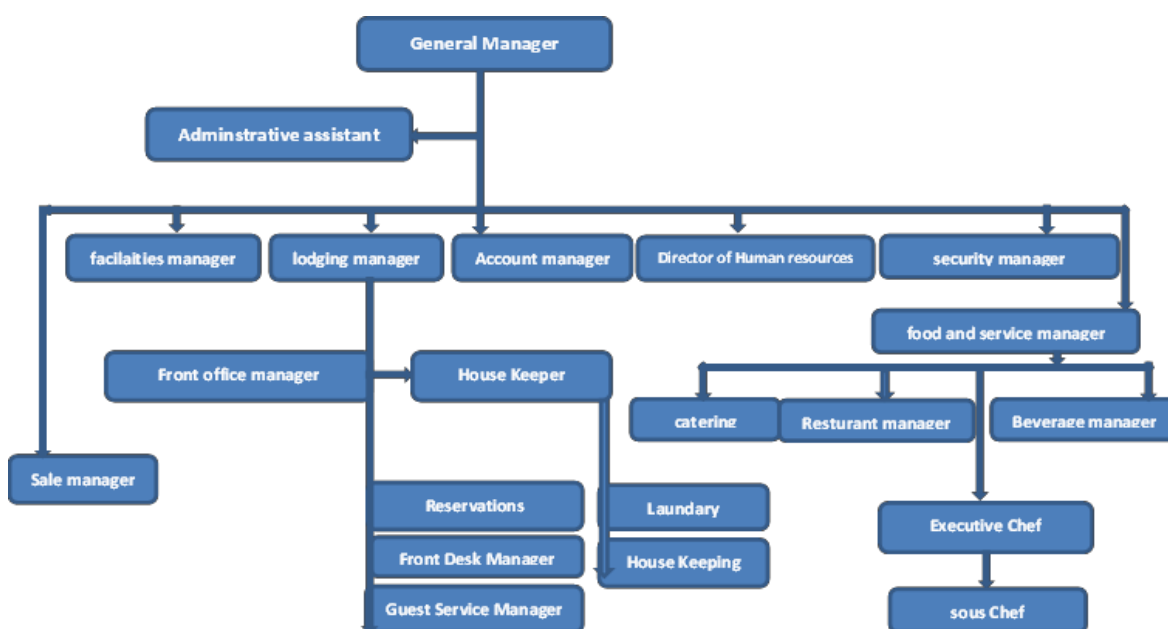 General Manager
Adminstrative assistant
facilaities manager
lodging manager
Account manager
Director of Human resources
security manager
food and service manager
Front office manager
House Keeper
catering
Resturant manager
Beverage manager
Sale manager
Reservations
Laundary
Executive Chef
Front Desk Manager
House Keeping
Guest Service Manager
sous Chef